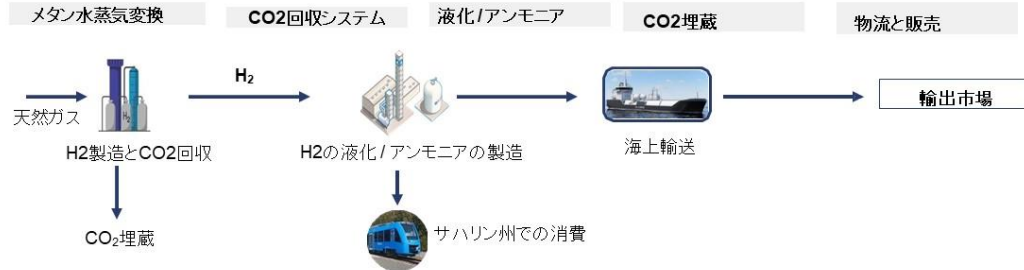 メタン水蒸気変換
CO2回収システム
液化/アンモニア
CO2埋蔵
物流と販売
天然ガス
H₂
H2
輸出市場
H2製造とCO2回収
H2の液化/アンモニアの製造
海上輸送
CO₂埋蔵
サハリン州での消費